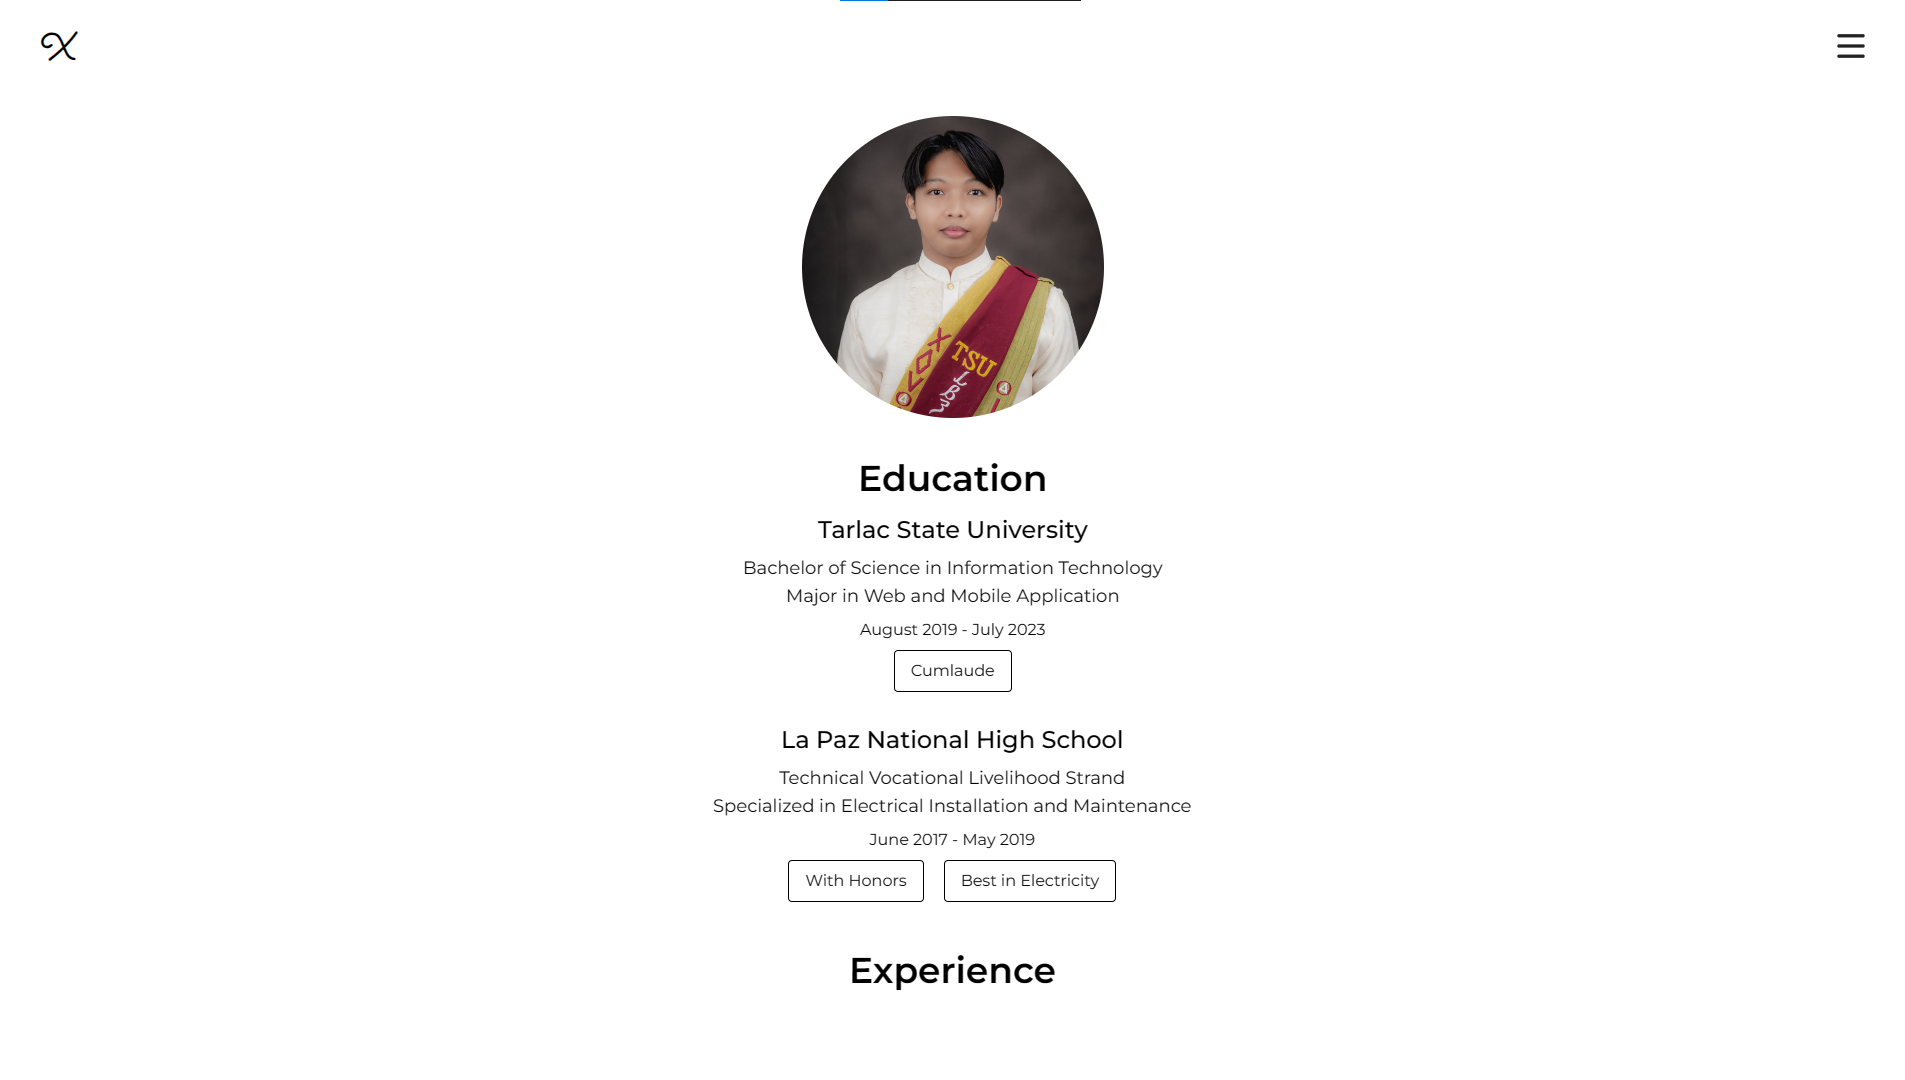 X
TSU
Education
Tarlac State University
Bachelor of Science in Information Technology
Major in Web and Mobile Application
August 2019 - July 2023
Cumlaude
La Paz National High School
Technical Vocational Livelihood Strand
Specialized in Electrical Installation and Maintenance
June 2017 - May 2019
With Honors
Best in Electricity
Experience